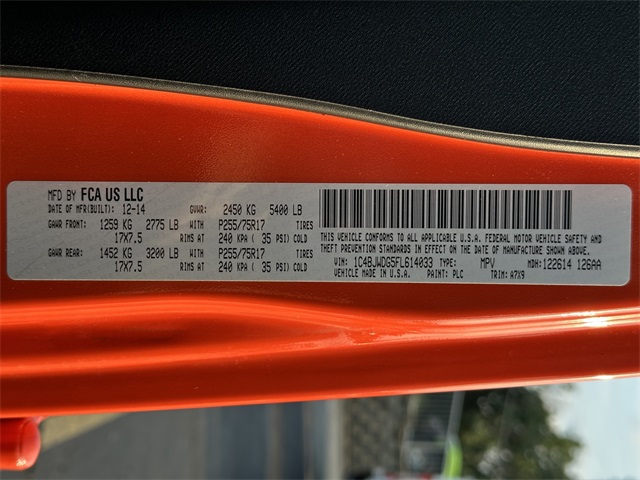 MFD BY FCA US LLC
DATE OF MFR(BUILT): 12-14 GVWR: 2450 KG 5400 LB
GAWR FRONT: 1259 KG 2775 LB WITH P255/75R17 TIRES
17X7.5 RIMS AT 240 KPA ( 35 PSI) COLD
GAWR REAR: 1452 KG 3200 LB WITH P255/75R17 TIRES
17X7.5 RIMS AT 240 KPA ( 35 PSI) COLD
THIS VEHICLE CONFORMS TO ALL APPLICABLE U.S.A. FEDERAL MOTOR VEHICLE SAFETY AND
THEFT PREVENTION STANDARDS IN EFFECT ON THE DATE OF MANUFACTURE SHOWN ABOVE.
VIN: 1C4BJWDG5FL614033 TYPE: MPV MDH: 122614 126AA
VEHICLE MADE IN U.S.A. PAINT: PLC TRIM: A7X9